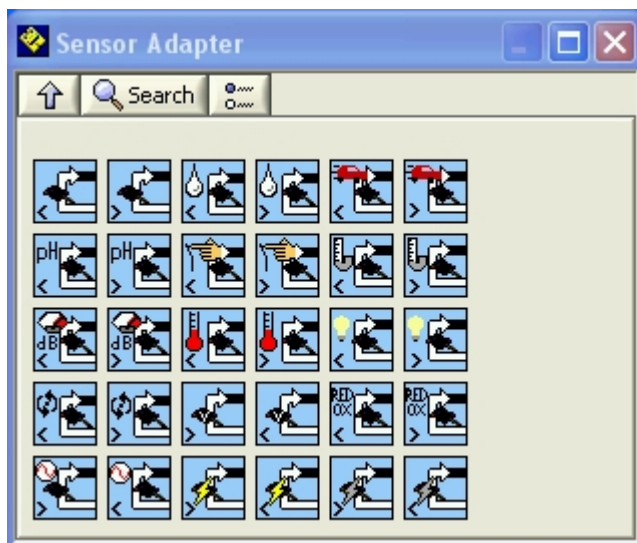 Sensor Adapter
Search
< > < > < >
pH pH
< > < > < >
dB dB
< > < > < >
RED RED
OX OX
< > > < < >
> < > < > <